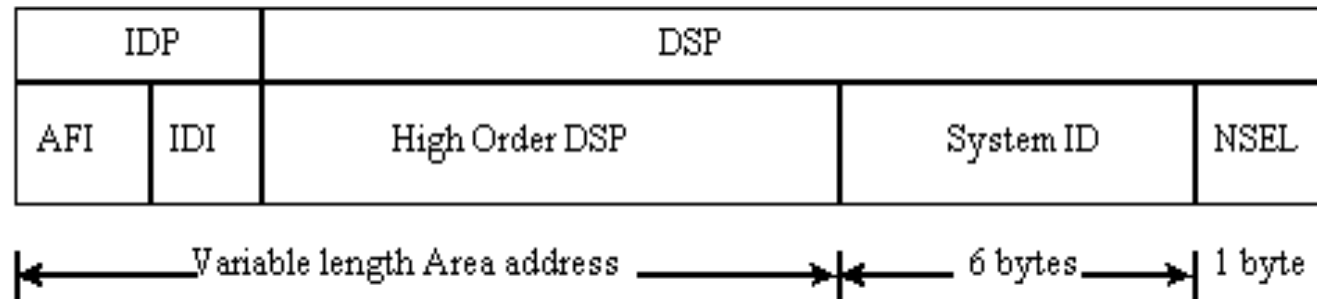 IDP DSP
AFI IDI High Order DSP System ID NSEL
Variable length Area address 6 bytes 1 byte